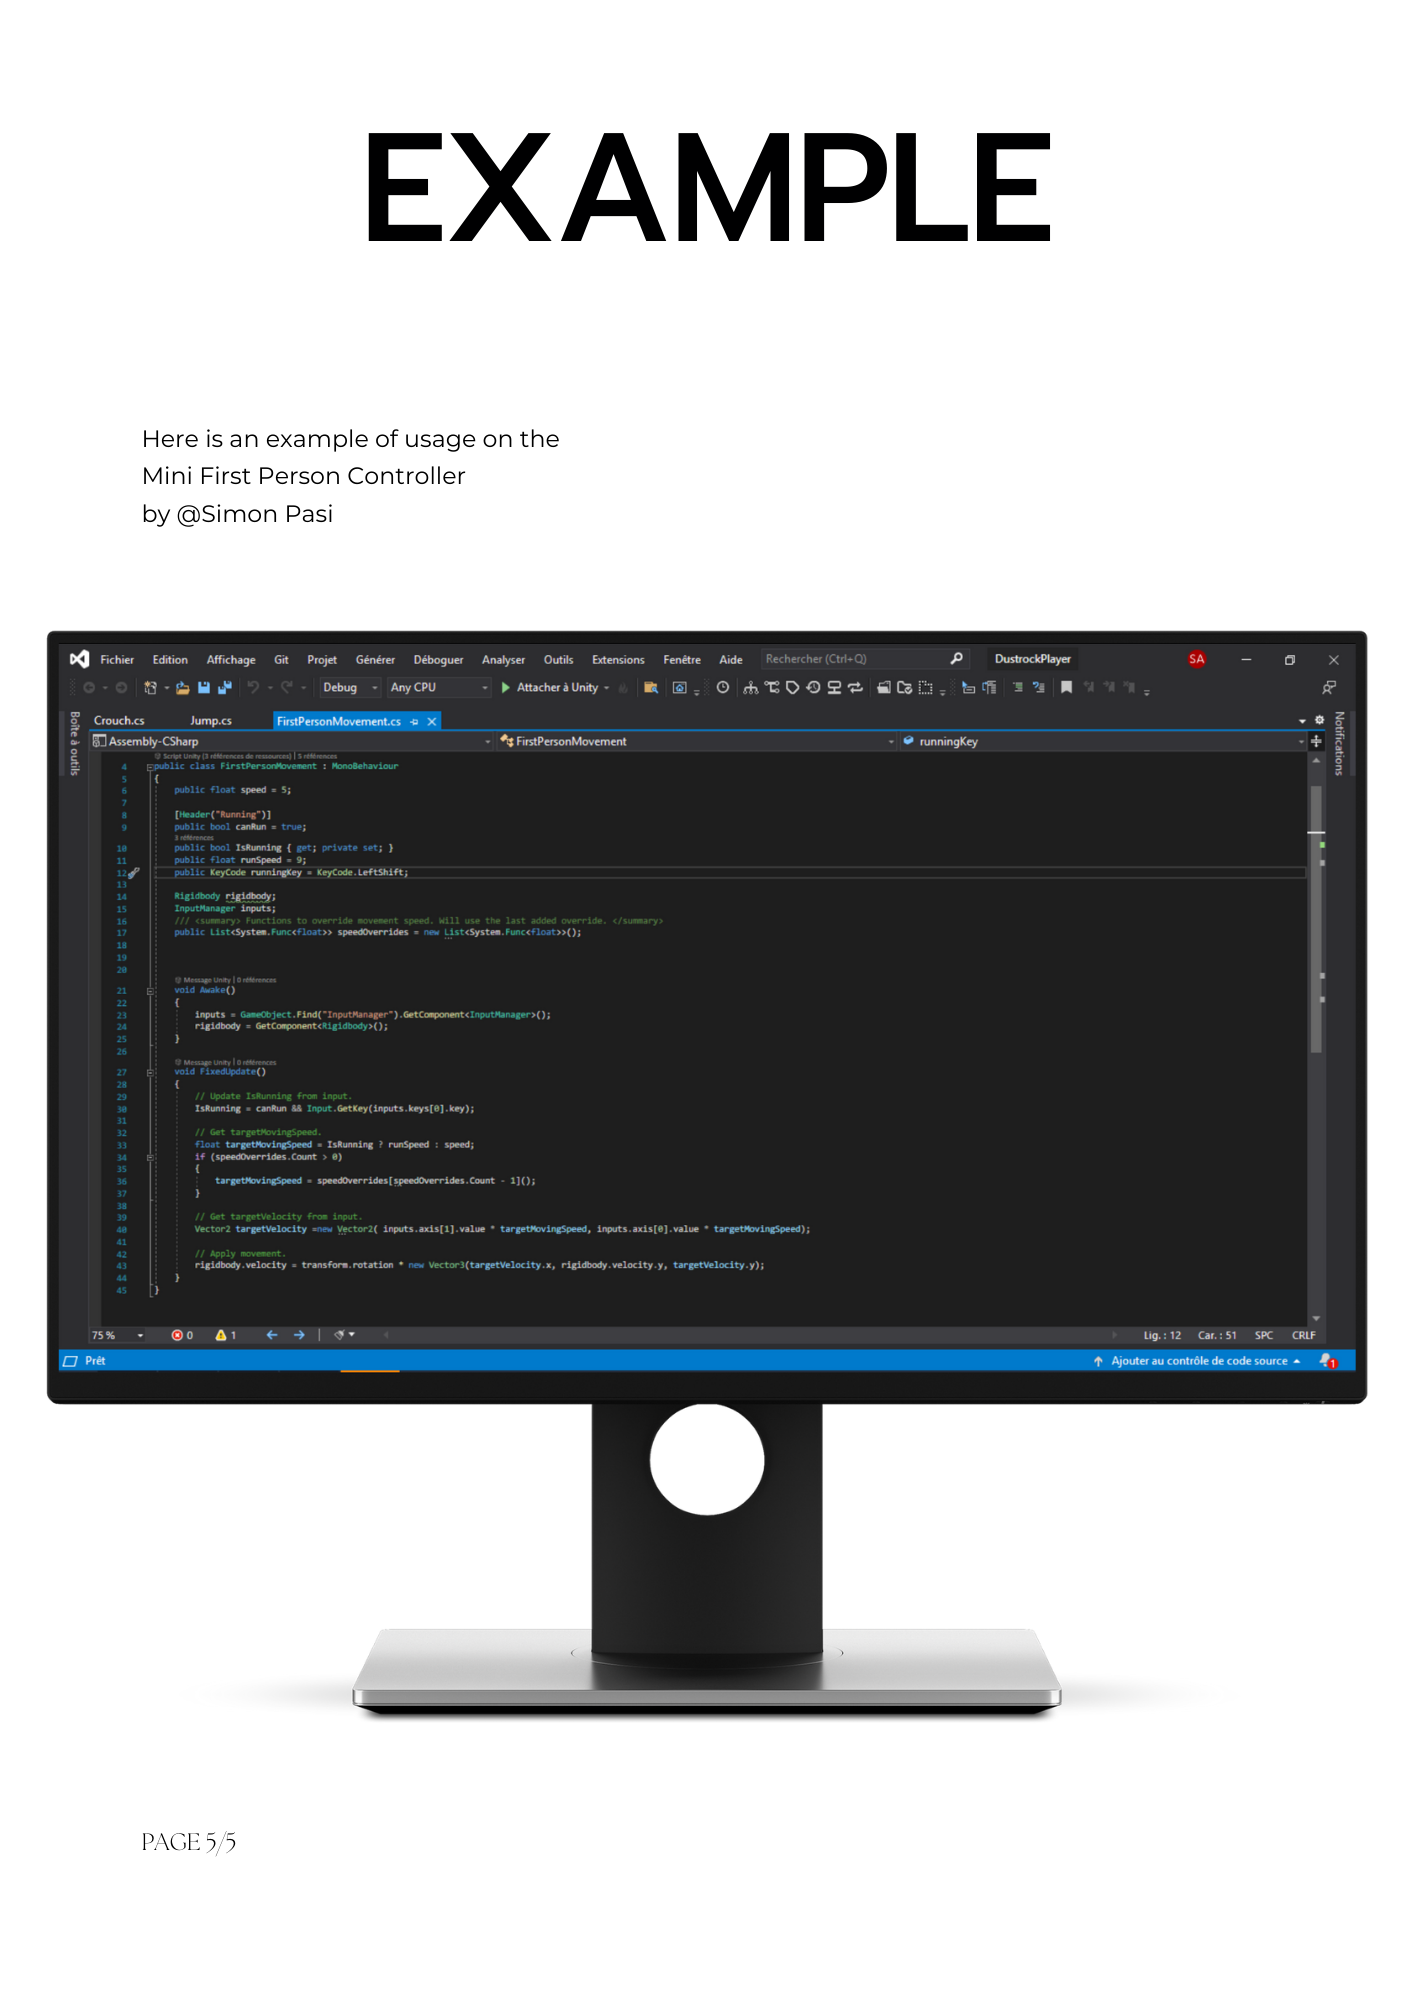 EXAMPLE
Here is an example of usage on the
Mini First Person Controller
by @Simon Pasi
Fichier Edition Affichage Git Projet Générer Déboguer Analyser Outils Extensions Fenêtre Aide Rechercher (Ctrl+Q) DustrockPlayer SA
Debug Any CPU Attacher à Unity
Boîte à outils
Crouch.cs Jump.cs FirstPersonMovement.cs
Notifications
Assembly-CSharp FirstPersonMovement runningKey
Script Unity (3 références de ressources) | 5 références
4 public class FirstPersonMovement : MonoBehaviour
5 {
6 public float speed = 5;
7
8 [Header("Running")]
9 public bool canRun = true;
3 références
10 public bool IsRunning { get; private set; }
11 public float runSpeed = 9;
12 public KeyCode runningKey = KeyCode.LeftShift;
13
14 Rigidbody rigidbody;
15 InputManager inputs;
16 /// <summary> Functions to override movement speed. Will use the last added override. </summary>
17 public List<System.Func<float>> speedOverrides = new List<System.Func<float>>();
18
19
20
Message Unity | 0 références
21 void Awake()
22 {
23 inputs = GameObject.Find("InputManager").GetComponent<InputManager>();
24 rigidbody = GetComponent<Rigidbody>();
25 }
26
Message Unity | 0 références
27 void FixedUpdate()
28 {
29 // Update IsRunning from input.
30 IsRunning = canRun && Input.GetKey(inputs.keys[0].key);
31
32 // Get targetMovingSpeed.
33 float targetMovingSpeed = IsRunning ? runSpeed : speed;
34 if (speedOverrides.Count > 0)
35 {
36 targetMovingSpeed = speedOverrides[speedOverrides.Count - 1]();
37 }
38
39 // Get targetVelocity from input.
40 Vector2 targetVelocity =new Vector2( inputs.axis[1].value * targetMovingSpeed, inputs.axis[0].value * targetMovingSpeed);
41
42 // Apply movement.
43 rigidbody.velocity = transform.rotation * new Vector3(targetVelocity.x, rigidbody.velocity.y, targetVelocity.y);
44 }
45 }
75 % 0 1 Lig. : 12 Car. : 51 SPC CRLF
Prêt Ajouter au contrôle de code source 1
PAGE 5/5